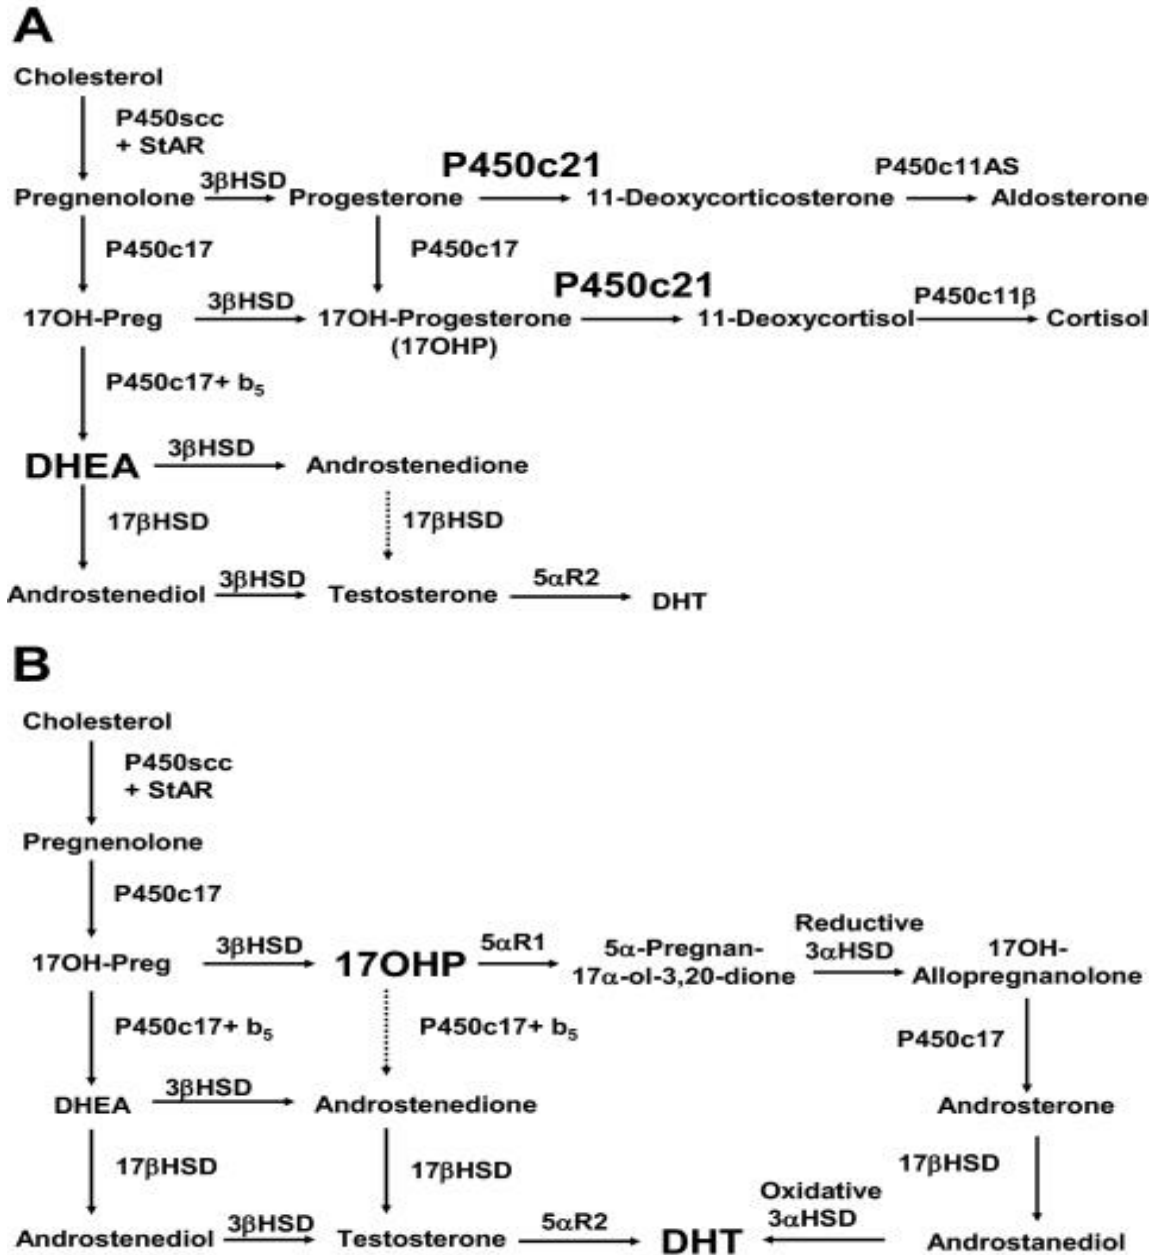 A
Cholesterol
P450scc
+ StAR
Pregnenolone
3βHSD
Progesterone
P450c21
11-Deoxycorticosterone
P450c11AS
Aldosterone
P450c17
P450c17
17OH-Preg
3βHSD
17OH-Progesterone
(17OHP)
P450c21
11-Deoxycortisol
P450c11β
Cortisol
P450c17+ b₅
DHEA
3βHSD
Androstenedione
17βHSD
17βHSD
Androstenediol
3βHSD
Testosterone
5αR2
DHT
B
Cholesterol
P450scc
+ StAR
Pregnenolone
P450c17
17OH-Preg
3βHSD
17OHP
5αR1
5α-Pregnan-
17α-ol-3,20-dione
Reductive
3αHSD
17OH-
Allopregnanolone
P450c17+ b₅
P450c17+ b₅
P450c17
DHEA
3βHSD
Androstenedione
Androsterone
17βHSD
17βHSD
17βHSD
Androstenediol
3βHSD
Testosterone
5αR2
DHT
Oxidative
3αHSD
Androstanediol